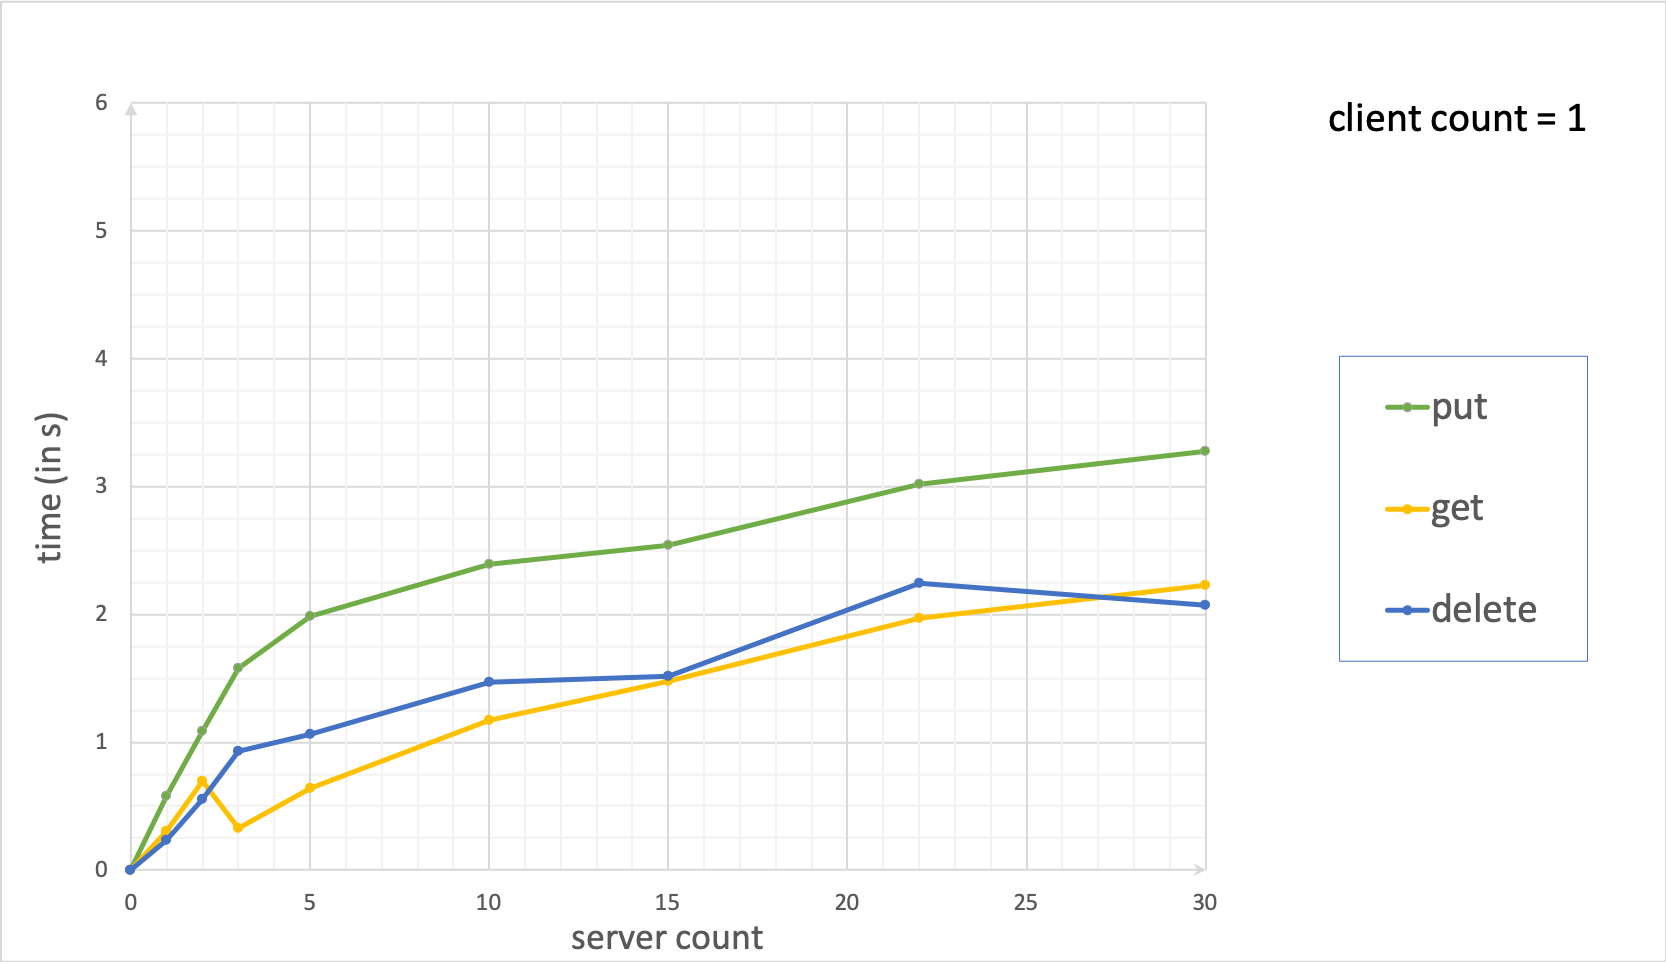 client count = 1
6
5
4
3
2
1
0
time (in s)
0 5 10 15 20 25 30
server count
put
get
delete